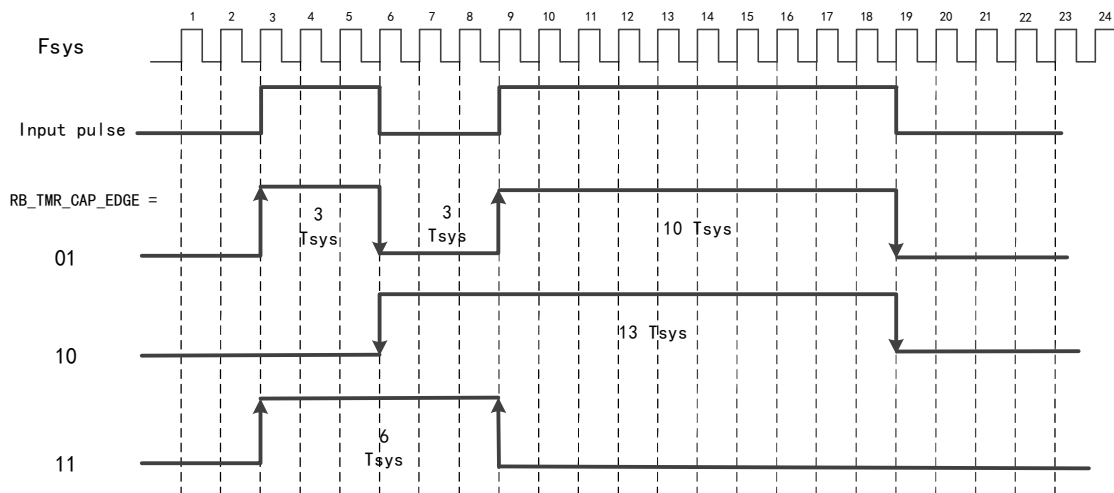 1 2 3 4 5 6 7 8 9 10 11 12 13 14 15 16 17 18 19 20 21 22 23 24
Fsys
Input pulse
RB_TMR_CAP_EDGE =
3
Tsys
3
Tsys
10 Tsys
01
13 Tsys
10
6
Tsys
11